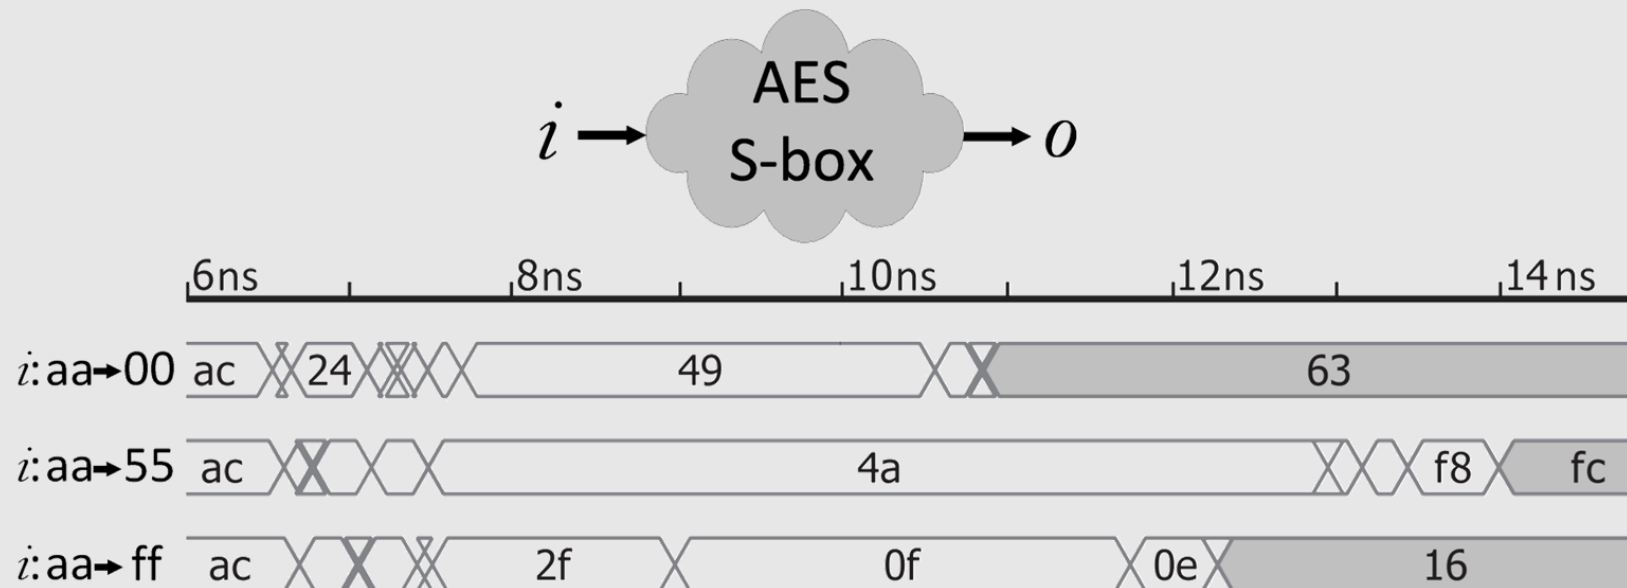 AES
i → o
S-box
6ns 8ns 10ns 12ns 14ns
i: aa→00 ac 24 49 63
i: aa→55 ac 4a f8 fc
i: aa→ff ac 2f 0f 0e 16